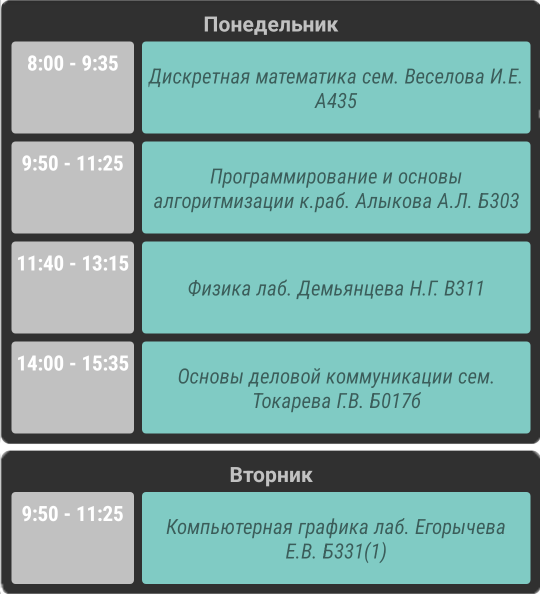 Понедельник
8:00 - 9:35
Дискретная математика сем. Веселова И.Е.
А435
9:50 - 11:25
Программирование и основы
алгоритмизации к.раб. Алыкова А.Л. Б303
11:40 - 13:15
Физика лаб. Демьянцева Н.Г. В311
14:00 - 15:35
Основы деловой коммуникации сем.
Токарева Г.В. Б017б
Вторник
9:50 - 11:25
Компьютерная графика лаб. Егорычева
Е.В. Б331(1)